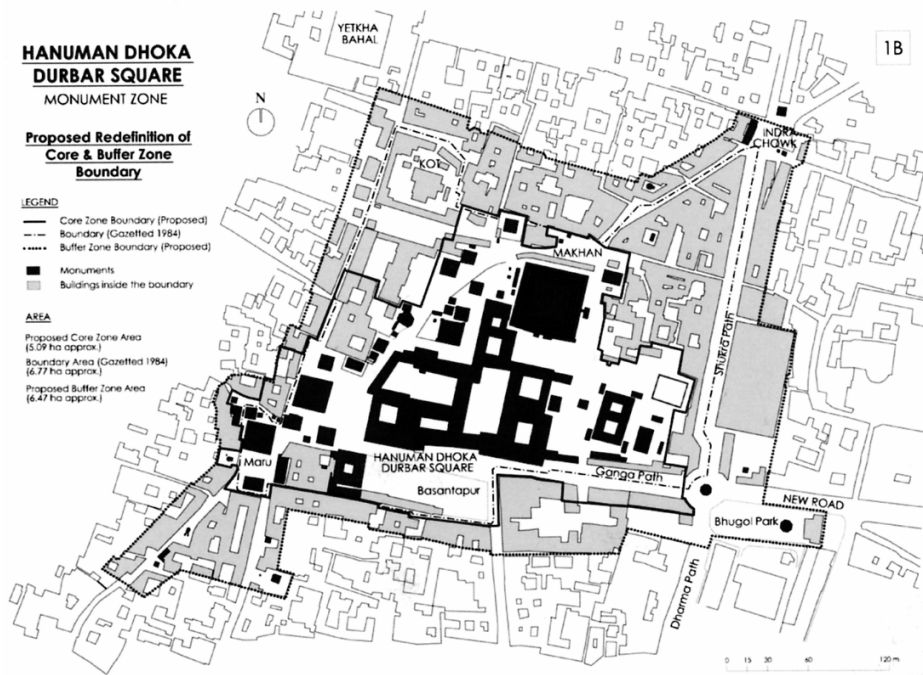 HANUMAN DHOKA
DURBAR SQUARE
MONUMENT ZONE
Proposed Redefinition of
Core & Buffer Zone
Boundary
LEGEND
Core Zone Boundary (Proposed)
Boundary (Gazetted 1984)
Buffer Zone Boundary (Proposed)
Monuments
Buildings inside the boundary
AREA
Proposed Core Zone Area
(5.09 ha approx.)
Boundary Area (Gazetted 1984)
(6.77 ha approx.)
Proposed Buffer Zone Area
(6.47 ha approx.)
YETKHA
BAHAL
1B
N
INDRA
CHOWK
KOT
MAKHAN
Shukra Path
Maru
HANUMAN DHOKA
DURBAR SQUARE
Basantapur
Ganga Path
NEW ROAD
Bhugol Park
Dharma Path
0 15 30 60 120 m